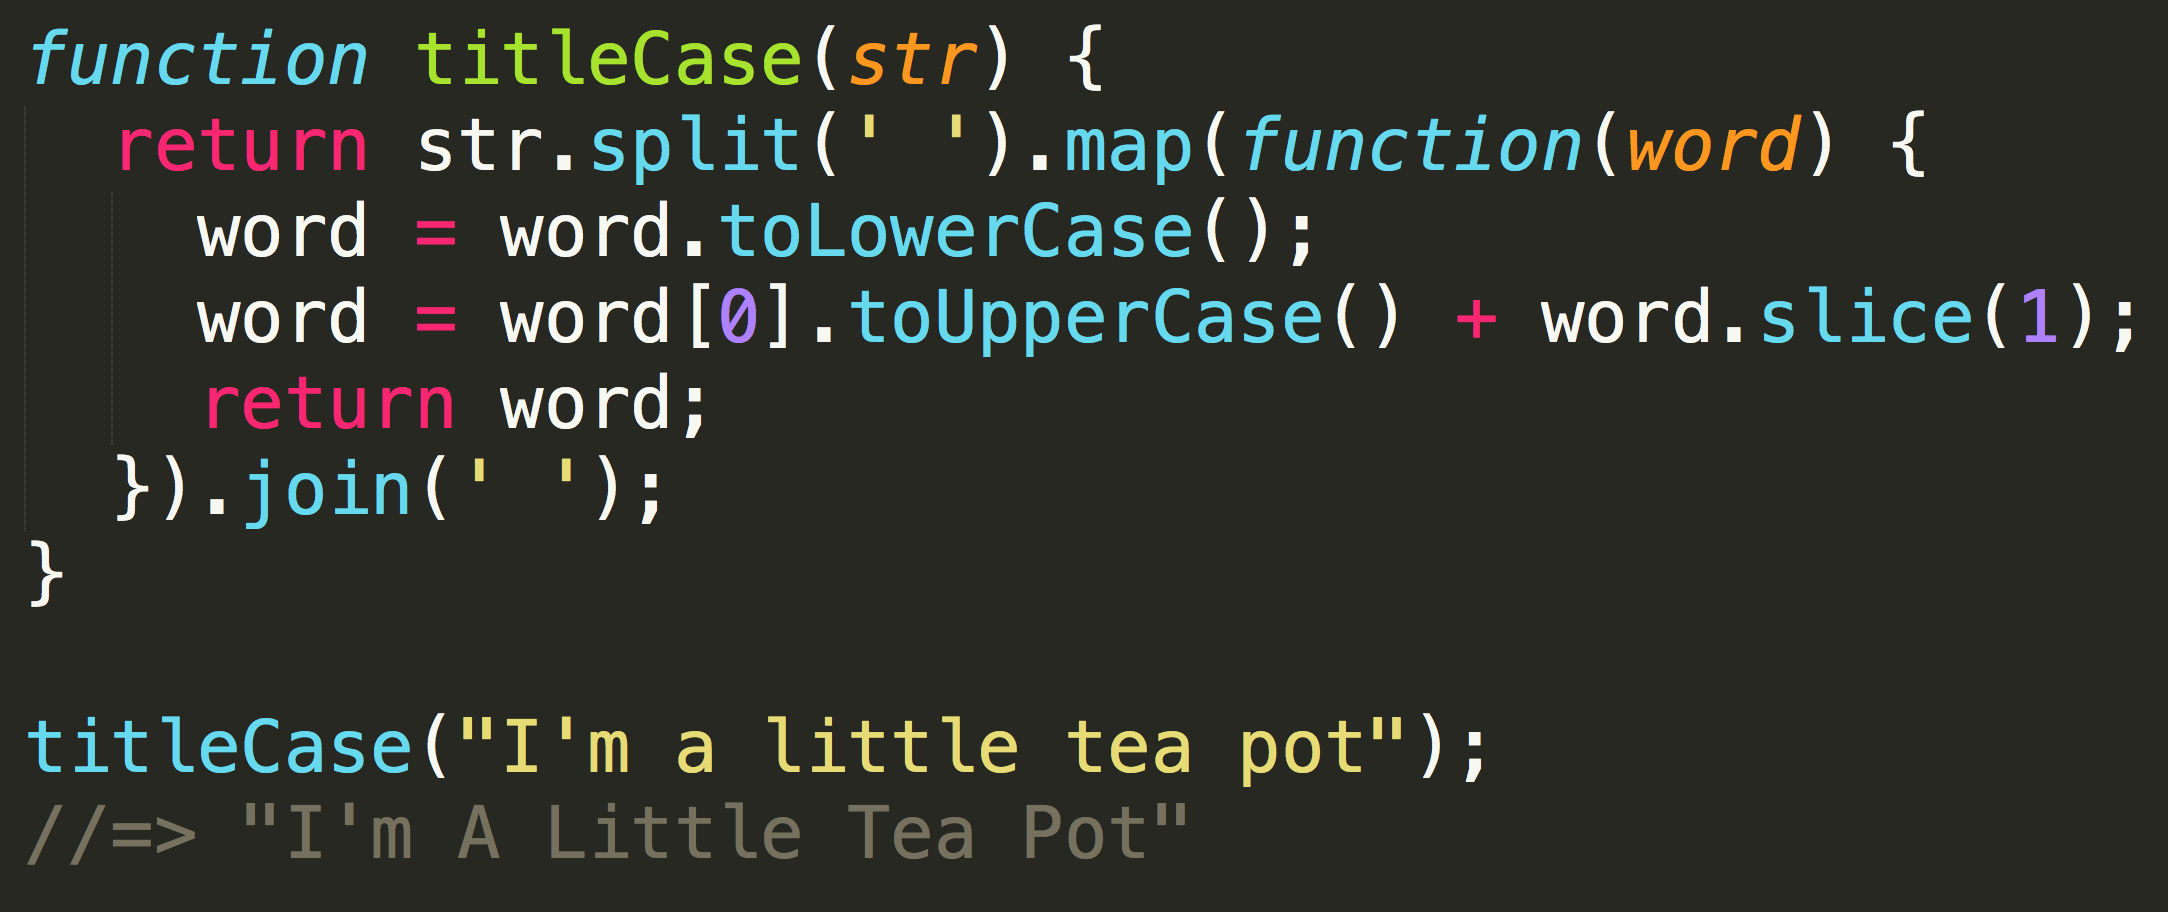 function titleCase(str) {
  return str.split(' ').map(function(word) {
    word = word.toLowerCase();
    word = word[0].toUpperCase() + word.slice(1);
    return word;
  }).join(' ');
}

titleCase("I'm a little tea pot");
//=> "I'm A Little Tea Pot"